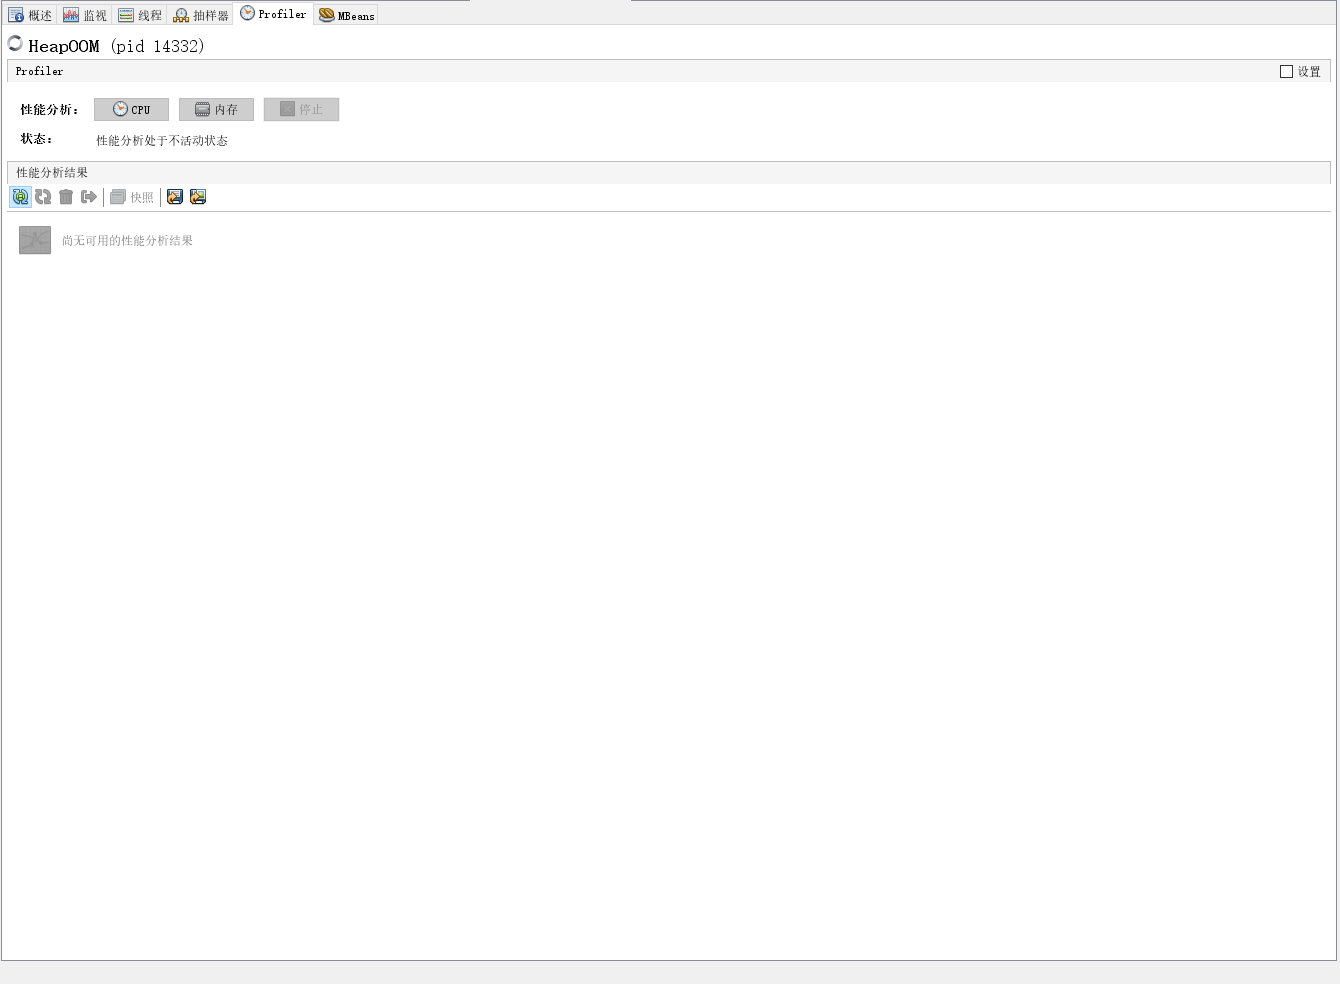 概述 监视 线程 抽样器 Profiler MBeans
HeapOOM (pid 14332)
Profiler 设置
性能分析: CPU 内存 停止
状态: 性能分析处于不活动状态
性能分析结果
快照
尚无可用的性能分析结果